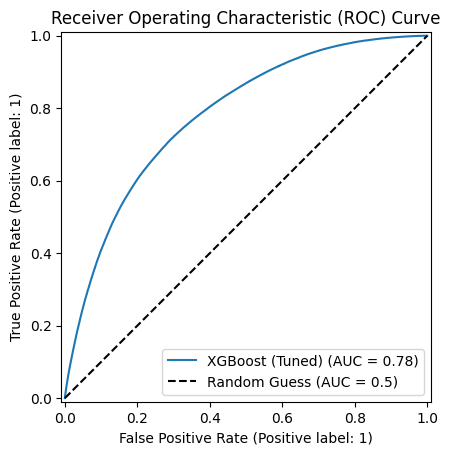 Receiver Operating Characteristic (ROC) Curve
True Positive Rate (Positive label: 1)
1.0
0.8
0.6
0.4
0.2
0.0
XGBoost (Tuned) (AUC = 0.78)
Random Guess (AUC = 0.5)
0.0 0.2 0.4 0.6 0.8 1.0
False Positive Rate (Positive label: 1)